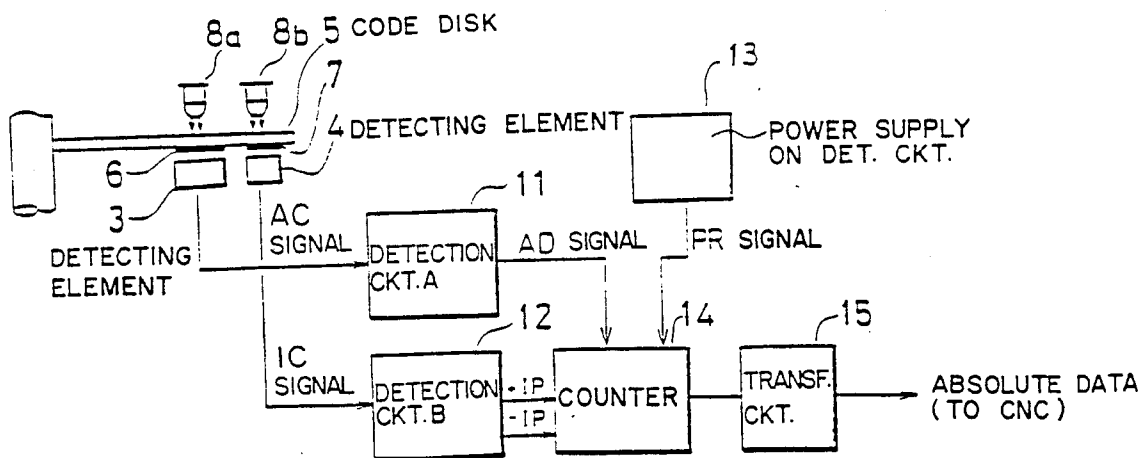 8a
8b
5 CODE DISK
7
4 DETECTING ELEMENT
13
POWER SUPPLY
ON DET. CKT.
6
3
DETECTING
ELEMENT
AC
SIGNAL
11
DETECTION
CKT.A
AD SIGNAL
PR SIGNAL
IC
SIGNAL
12
DETECTION
CKT.B
-IP
-IP
14
COUNTER
15
TRANSF.
CKT.
ABSOLUTE DATA
(TO CNC)